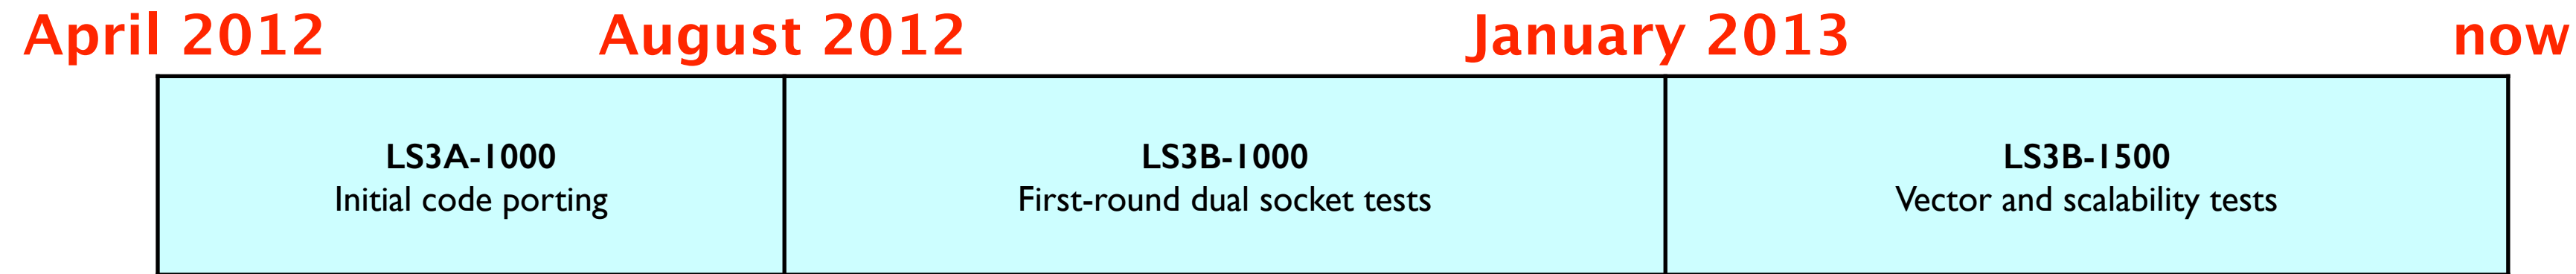 April 2012 August 2012 January 2013 now
LS3A-1000
Initial code porting
LS3B-1000
First-round dual socket tests
LS3B-1500
Vector and scalability tests